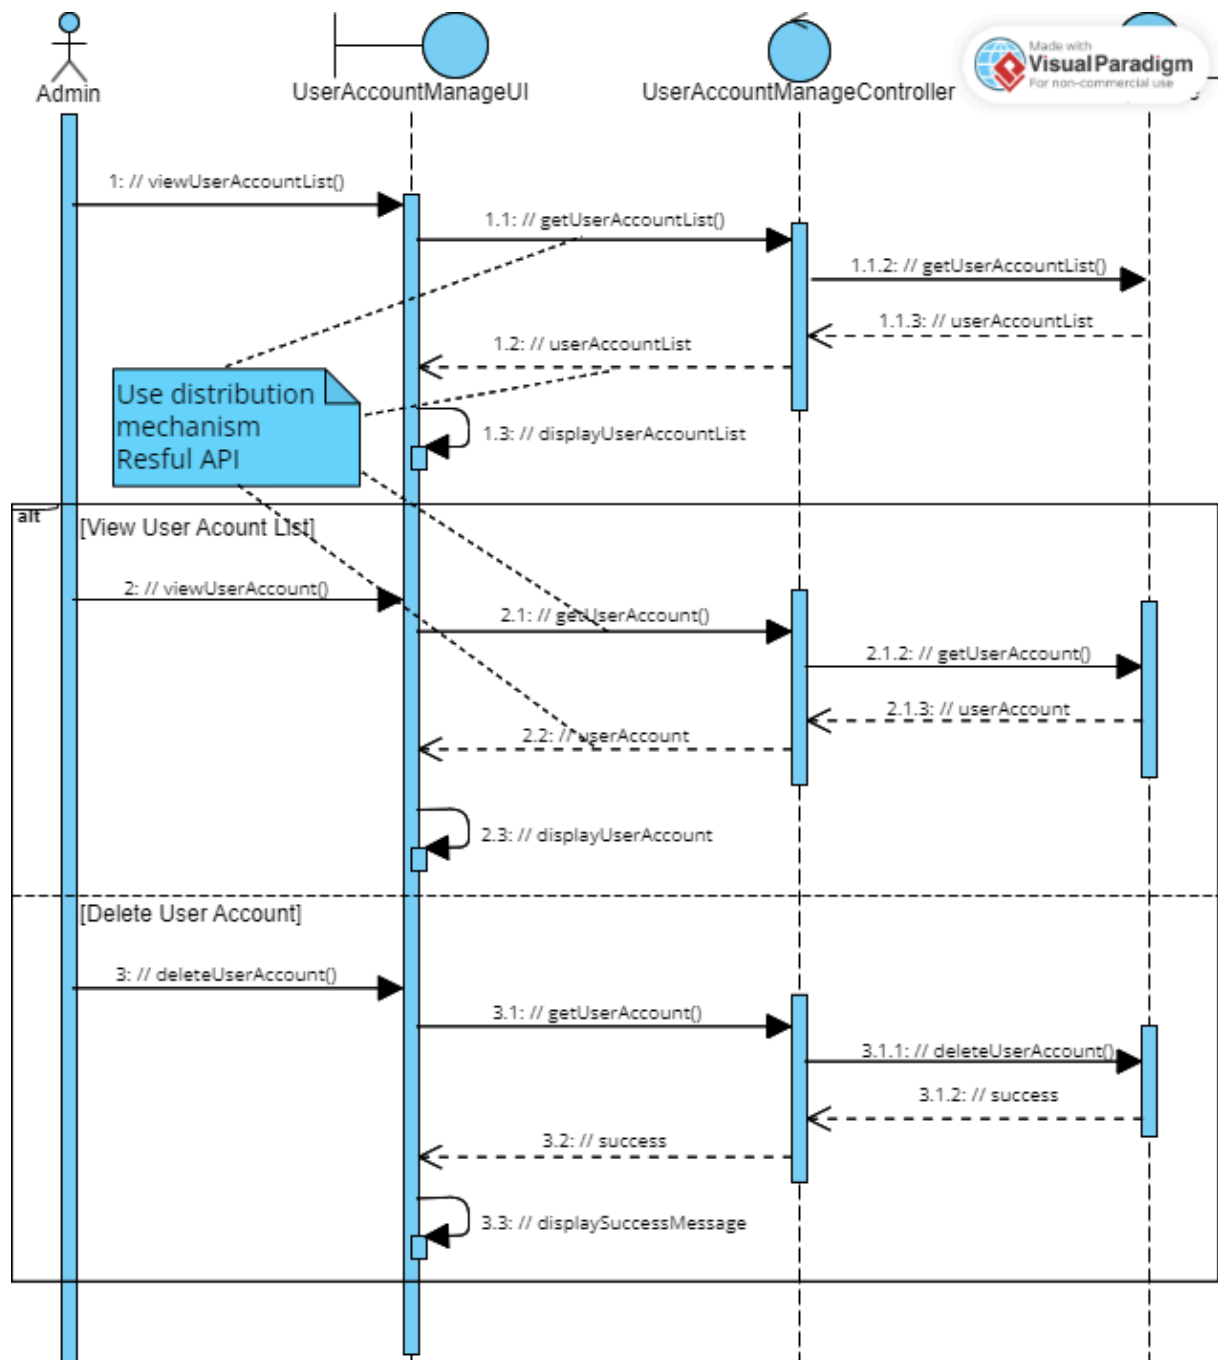 Made with
Visual Paradigm
For non-commercial use
Admin
UserAccountManageUI
UserAccountManageController
1: // viewUserAccountList()
1.1: // getUserAccountList()
1.1.2: // getUserAccountList()
1.1.3: // userAccountList
1.2: // userAccountList
Use distribution
mechanism
Resful API
1.3: // displayUserAccountList
alt
[View User Acount List]
2: // viewUserAccount()
2.1: // getUserAccount()
2.1.2: // getUserAccount()
2.1.3: // userAccount
2.2: // userAccount
2.3: // displayUserAccount
[Delete User Account]
3: // deleteUserAccount()
3.1: // getUserAccount()
3.1.1: // deleteUserAccount()
3.1.2: // success
3.2: // success
3.3: // displaySuccessMessage